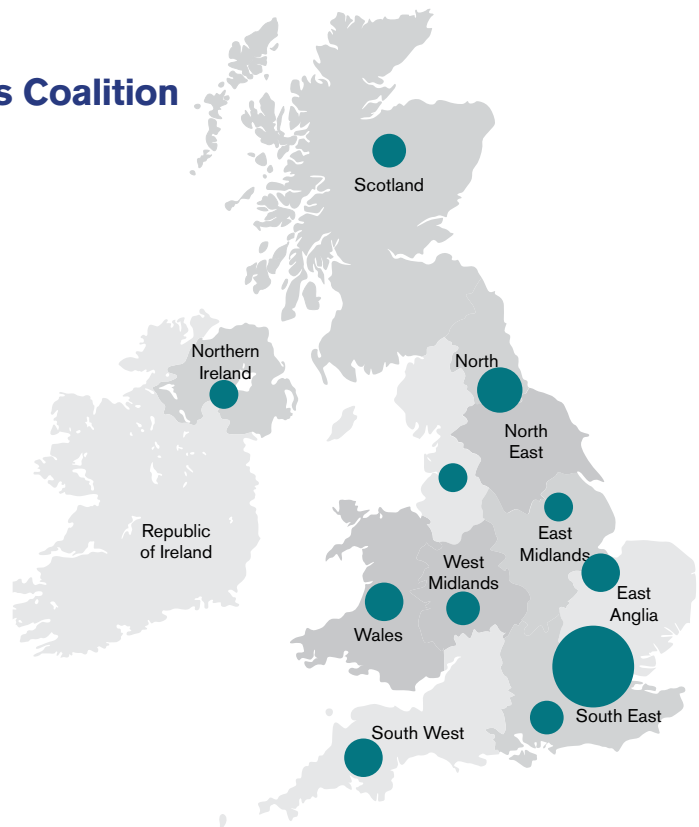 s Coalition
Scotland
Northern
Ireland
North
North
East
Republic
of Ireland
East
Midlands
West
Midlands
East
Anglia
Wales
South East
South West